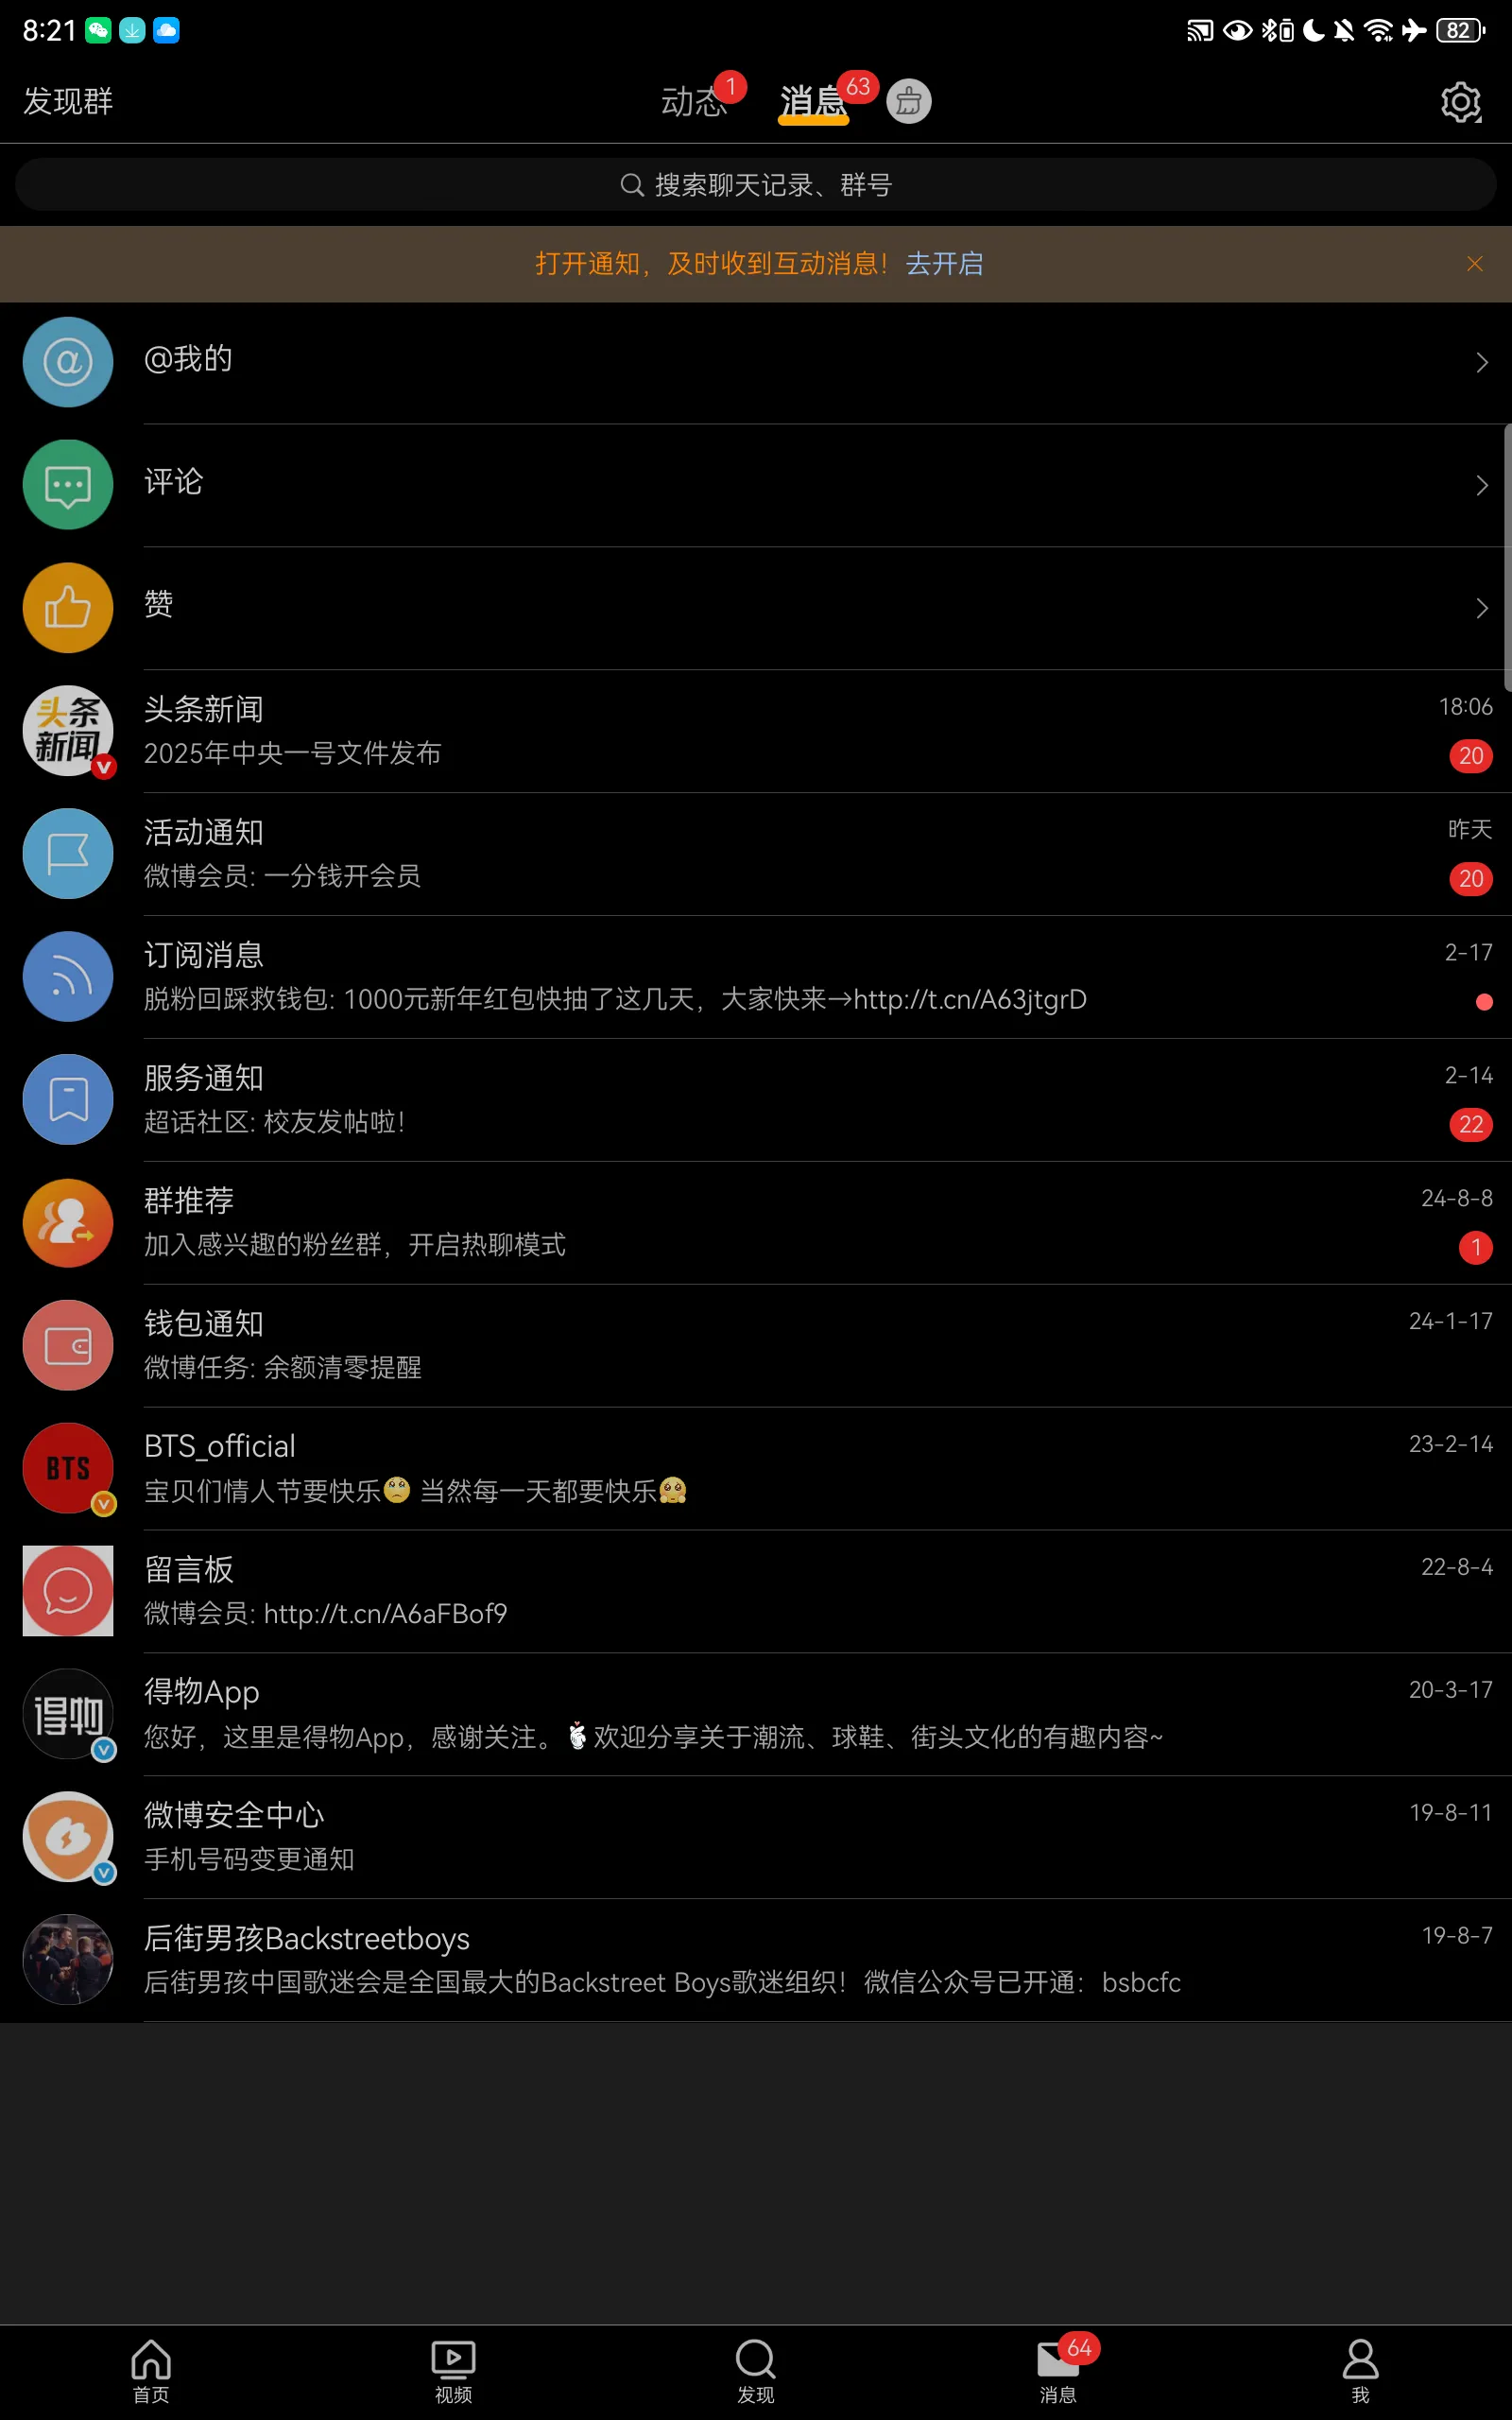 8:21
82
发现群
动态
1
消息
63
搜索聊天记录、群号
打开通知，及时收到互动消息！去开启
@我的
评论
赞
头条新闻
头条新闻 18:06
2025年中央一号文件发布 20
活动通知 昨天
微博会员: 一分钱开会员 20
订阅消息 2-17
脱粉回踩救钱包: 1000元新年红包快抽了这几天，大家快来→http://t.cn/A63jtgrD
服务通知 2-14
超话社区: 校友发帖啦！ 22
群推荐 24-8-8
加入感兴趣的粉丝群，开启热聊模式 1
钱包通知 24-1-17
微博任务: 余额清零提醒
BTS
BTS_official 23-2-14
宝贝们情人节要快乐🥺 当然每一天都要快乐🥺
留言板 22-8-4
微博会员: http://t.cn/A6aFBof9
得物
得物App 20-3-17
您好，这里是得物App，感谢关注。欢迎分享关于潮流、球鞋、街头文化的有趣内容~
微博安全中心 19-8-11
手机号码变更通知
后街男孩Backstreetboys 19-8-7
后街男孩中国歌迷会是全国最大的Backstreet Boys歌迷组织！微信公众号已开通：bsbcfc
64
首页 视频 发现 消息 我